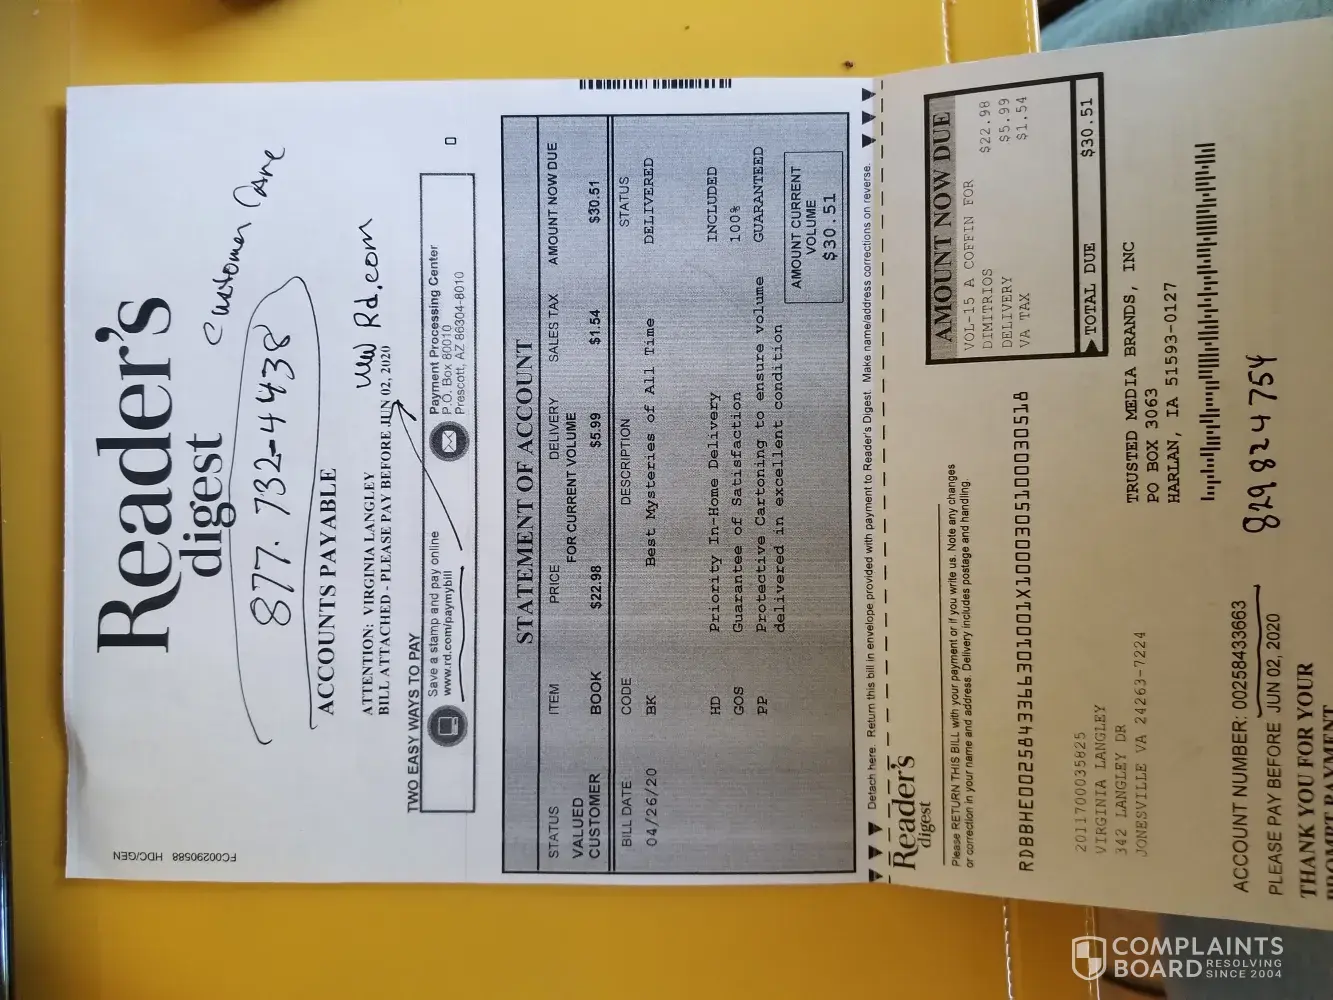 Reader's
digest
Customer Care
877-732-4438
ACCOUNTS PAYABLE
ATTENTION: VIRGINIA LANGLEY
BILL ATTACHED - PLEASE PAY BEFORE JUN 02, 2020
Rd.com
TWO EASY WAYS TO PAY
Save a stamp and pay online
www.rd.com/paymybill
Payment Processing Center
P.O. Box 80010
Prescott, AZ 86304-8010
STATEMENT OF ACCOUNT
STATUS ITEM PRICE DELIVERY SALES TAX AMOUNT NOW DUE
VALUED FOR CURRENT VOLUME
CUSTOMER BOOK $22.98 $5.99 $1.54 $30.51
BILL DATE CODE DESCRIPTION STATUS
04/26/20 BK Best Mysteries of All Time DELIVERED
HD Priority In-Home Delivery INCLUDED
GOS Guarantee of Satisfaction 100%
PP Protective Cartoning to ensure volume GUARANTEED
delivered in excellent condition
AMOUNT CURRENT
VOLUME
$30.51
FC00290588 HDC/GEN
Detach here. Return this bill in envelope provided with payment to Reader's Digest. Make name/address corrections on reverse.
Reader's
digest
Please RETURN THIS BILL with your payment or if you write us. Note any changes
or correction in your name and address. Delivery includes postage and handling.
AMOUNT NOW DUE
VOL-15 A COFFIN FOR $22.98
DIMITRIOS
DELIVERY $5.99
VA TAX $1.54
TOTAL DUE $30.51
RDBBHE002584336636301001X1000305100030518
2011700035825
VIRGINIA LANGLEY
342 LANGLEY DR
JONESVILLE VA 24263-7224
TRUSTED MEDIA BRANDS, INC
PO BOX 3063
HARLAN, IA 51593-0127
829824754
ACCOUNT NUMBER: 00258433663
PLEASE PAY BEFORE JUN 02, 2020
THANK YOU FOR YOUR
PROMPT PAYMENT
COMPLAINTS
BOARD RESOLVING
SINCE 2004